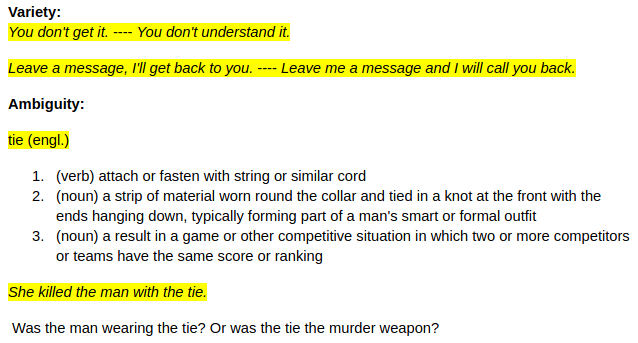 Variety:
You don't get it. ---- You don't understand it.
Leave a message, I'll get back to you. ---- Leave me a message and I will call you back.
Ambiguity:
tie (engl.)
1. (verb) attach or fasten with string or similar cord
2. (noun) a strip of material worn round the collar and tied in a knot at the front with the
ends hanging down, typically forming part of a man's smart or formal outfit
3. (noun) a result in a game or other competitive situation in which two or more competitors
or teams have the same score or ranking
She killed the man with the tie.
Was the man wearing the tie? Or was the tie the murder weapon?